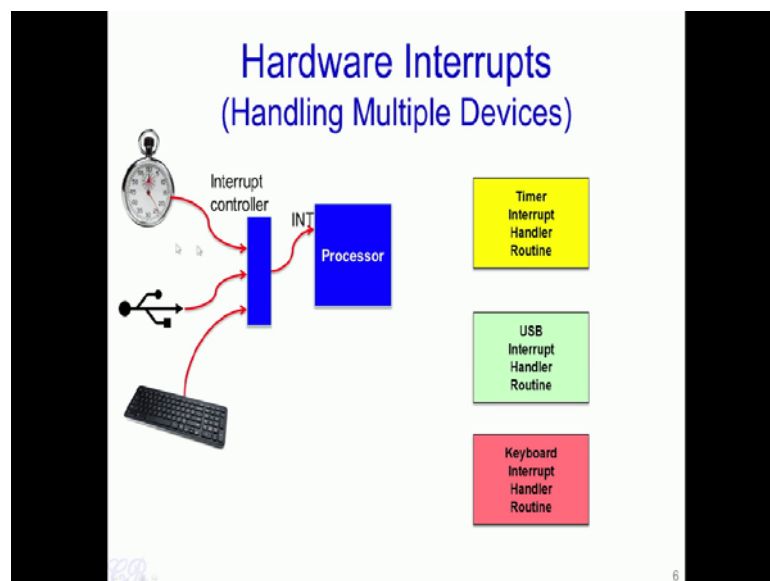 Hardware Interrupts
(Handling Multiple Devices)
Interrupt
controller
INT
Processor
Timer
Interrupt
Handler
Routine
USB
Interrupt
Handler
Routine
Keyboard
Interrupt
Handler
Routine
6